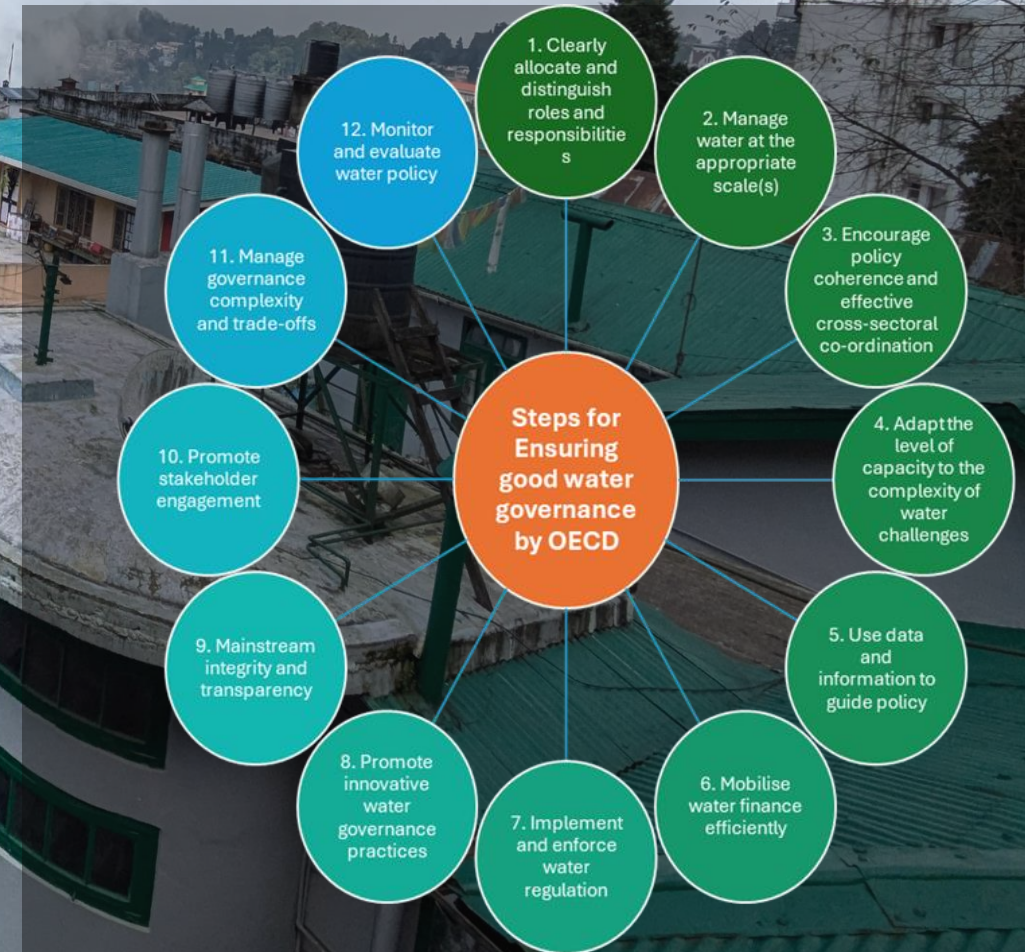 Steps for
Ensuring
good water
governance
by OECD
1. Clearly
allocate and
distinguish
roles and
responsibilitie
s
2. Manage
water at the
appropriate
scale(s)
3. Encourage
policy
coherence and
effective
cross-sectoral
co-ordination
4. Adapt the
level of
capacity to the
complexity of
water
challenges
5. Use data
and
information to
guide policy
6. Mobilise
water finance
efficiently
7. Implement
and enforce
water
regulation
8. Promote
innovative
water
governance
practices
9. Mainstream
integrity and
transparency
10. Promote
stakeholder
engagement
11. Manage
governance
complexity
and trade-offs
12. Monitor
and evaluate
water policy